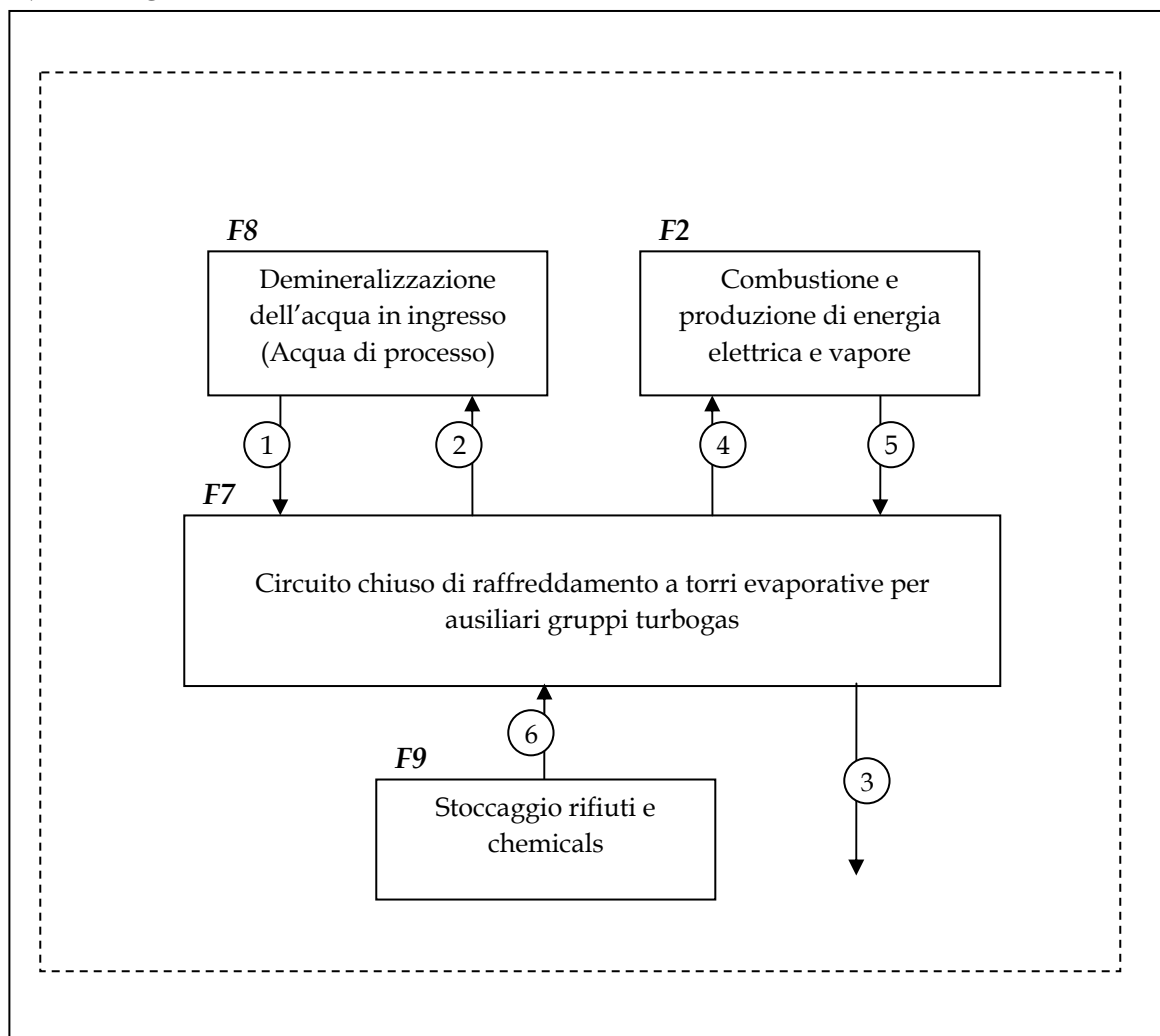 F8
F2
Demineralizzazione
dell’acqua in ingresso
(Acqua di processo)
Combustione e
produzione di energia
elettrica e vapore
1
2
4
5
F7
Circuito chiuso di raffreddamento a torri evaporative per
ausiliari gruppi turbogas
6
F9
3
Stoccaggio rifiuti e
chemicals